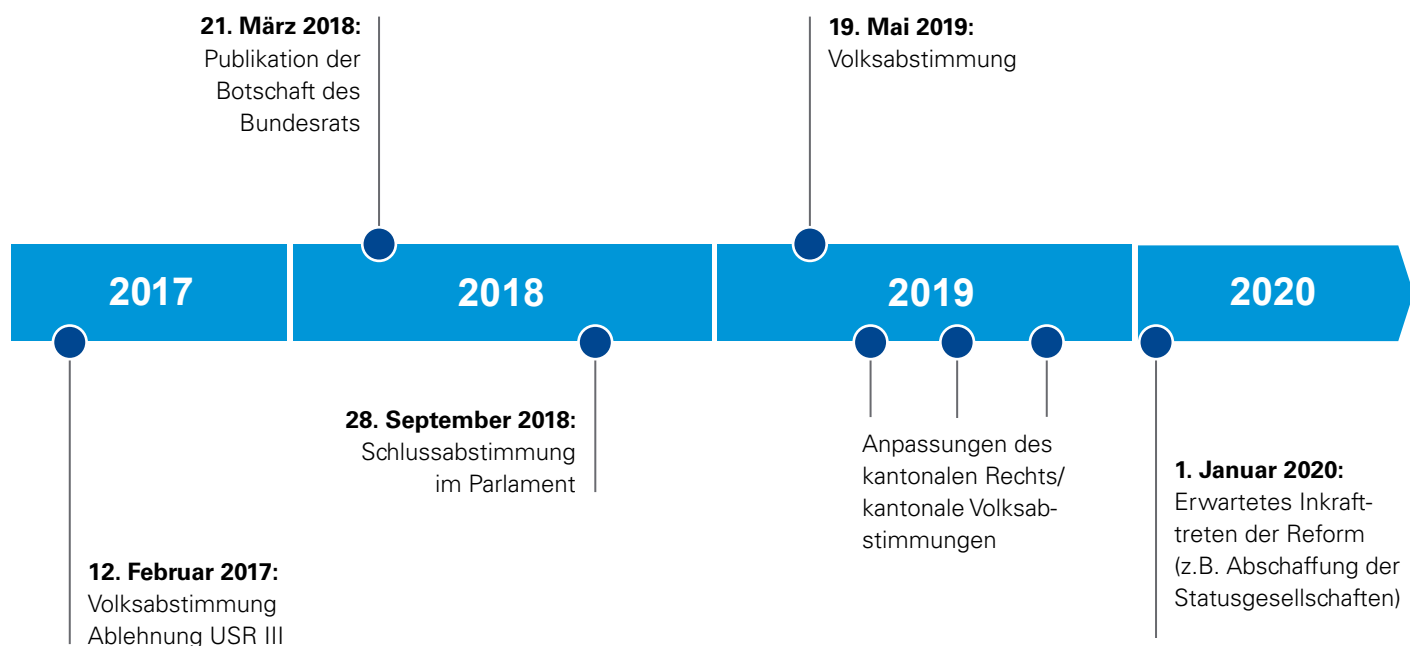 21. März 2018:
Publikation der
Botschaft des
Bundesrats
19. Mai 2019:
Volksabstimmung
2017
2018
2019
2020
12. Februar 2017:
Volksabstimmung
Ablehnung USR III
28. September 2018:
Schlussabstimmung
im Parlament
Anpassungen des
kantonalen Rechts/
kantonale Volksab-
stimmungen
1. Januar 2020:
Erwartetes Inkraft-
treten der Reform
(z.B. Abschaffung der
Statusgesellschaften)